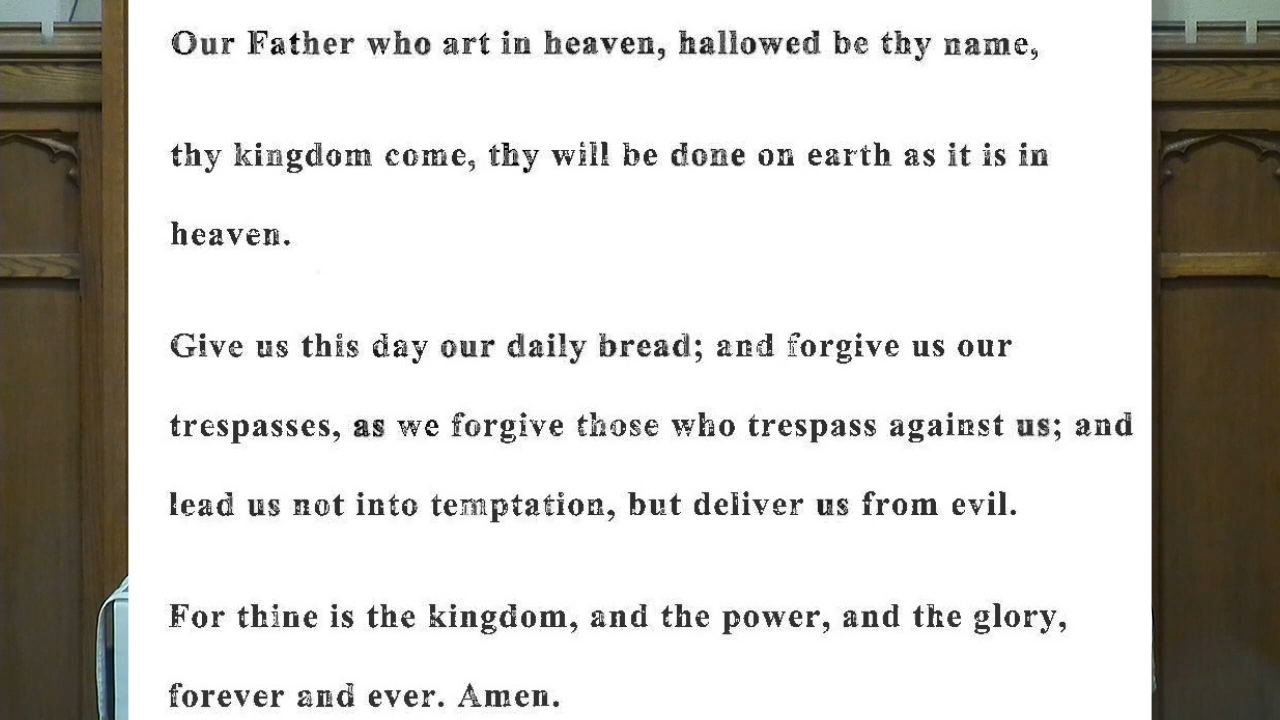 Our Father who art in heaven, hallowed be thy name,
thy kingdom come, thy will be done on earth as it is in
heaven.
Give us this day our daily bread; and forgive us our
trespasses, as we forgive those who trespass against us; and
lead us not into temptation, but deliver us from evil.
For thine is the kingdom, and the power, and the glory,
forever and ever. Amen.